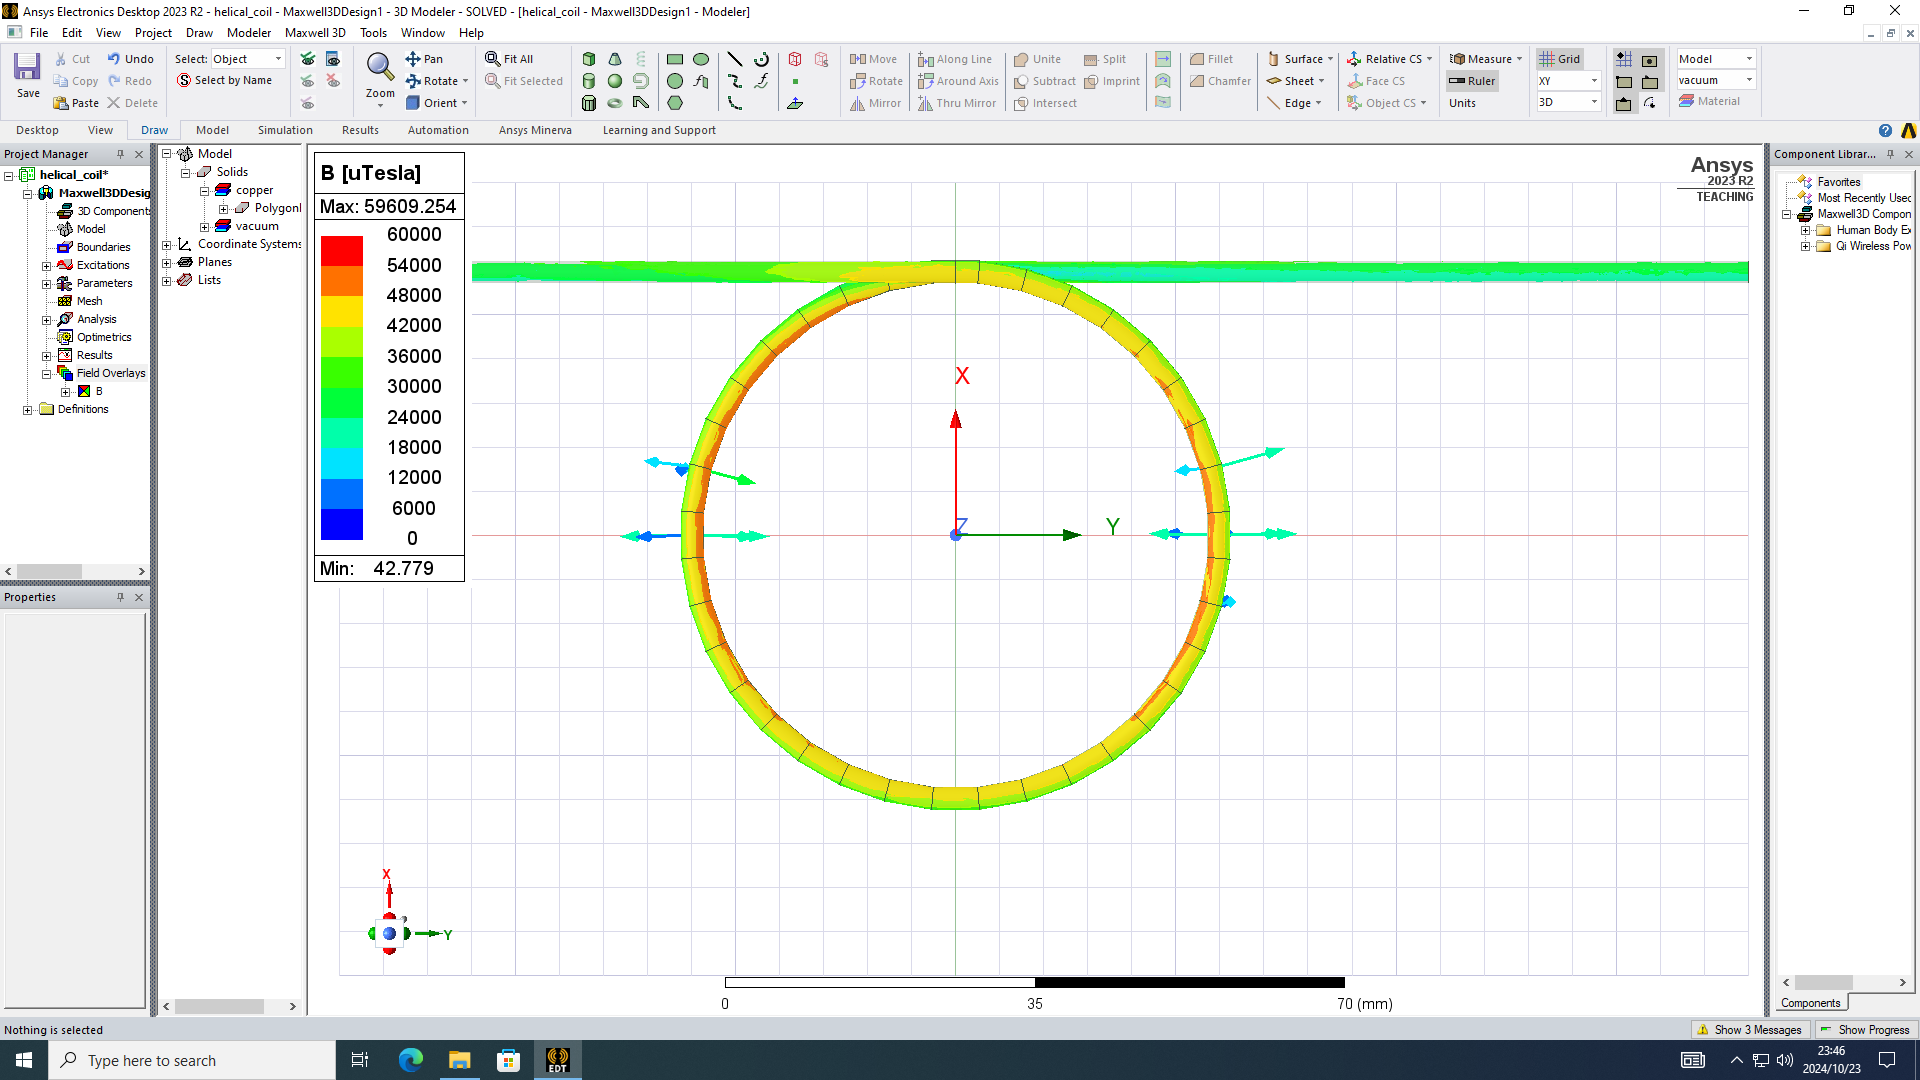 Ansys Electronics Desktop 2023 R2 - helical_coil - Maxwell3DDesign1 - 3D Modeler - SOLVED - [helical_coil - Maxwell3DDesign1 - Modeler]
File Edit View Project Draw Modeler Maxwell 3D Tools Window Help
Save
Cut
Copy
Paste
Undo
Redo
Delete
Select: Object
Select by Name
Zoom
Pan
Rotate
Orient
Fit All
Fit Selected
Move
Rotate
Mirror
Along Line
Around Axis
Thru Mirror
Unite
Subtract
Intersect
Split
Imprint
Fillet
Chamfer
Surface
Sheet
Edge
Relative CS
Face CS
Object CS
Measure
Ruler
Units
Grid
XY
3D
Model
vacuum
Material
Desktop View Draw Model Simulation Results Automation Ansys Minerva Learning and Support
Project Manager
helical_coil*
Maxwell3DDesig
3D Component
Model
Boundaries
Excitations
Parameters
Mesh
Analysis
Optimetrics
Results
Field Overlays
B
Definitions
Properties
Model
Solids
copper
Polygonl
vacuum
Coordinate Systems
Planes
Lists
B [uTesla]
Max: 59609.254
60000
54000
48000
42000
36000
30000
24000
18000
12000
6000
0
Min: 42.779
X
Z
Y
X
Y
0 35 70 (mm)
Ansys
2023 R2
TEACHING
Component Librar...
Favorites
Most Recently Used
Maxwell3D Compon
Human Body Ex
Qi Wireless Pow
Components
Nothing is selected
Show 3 Messages
Show Progress
Type here to search
EDT
23:46
2024/10/23